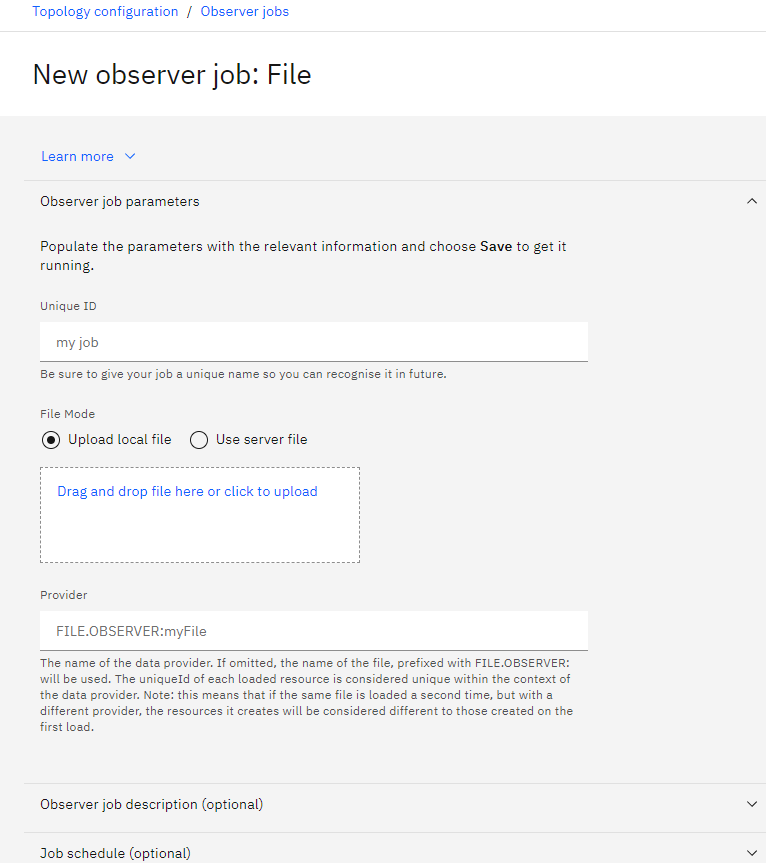 Topology configuration / Observer jobs
New observer job: File
Learn more
Observer job parameters
Populate the parameters with the relevant information and choose Save to get it
running.
Unique ID
my job
Be sure to give your job a unique name so you can recognise it in future.
File Mode
Upload local file Use server file
Drag and drop file here or click to upload
Provider
FILE.OBSERVER:myFile
The name of the data provider. If omitted, the name of the file, prefixed with FILE.OBSERVER:
will be used. The uniqueId of each loaded resource is considered unique within the context of
the data provider. Note: this means that if the same file is loaded a second time, but with a
different provider, the resources it creates will be considered different to those created on the
first load.
Observer job description (optional)
Job schedule (optional)